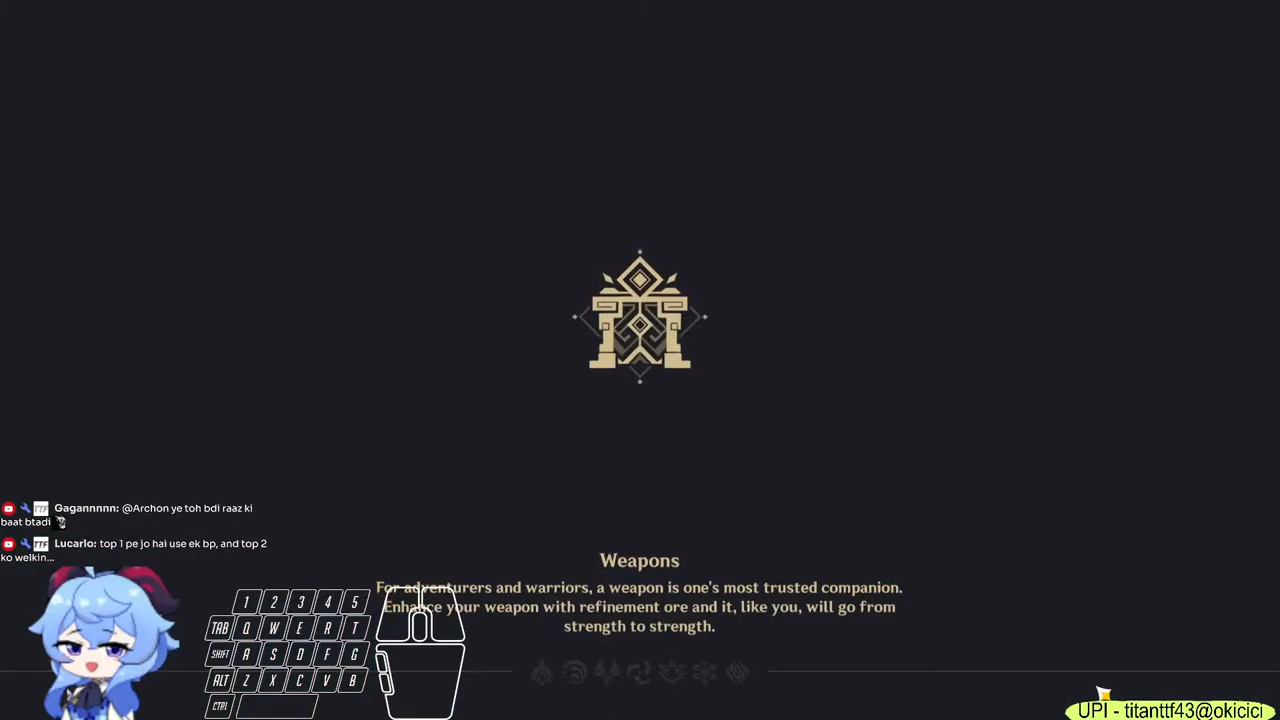 TTF Gagannnnn: @Archon ye toh bdi raaz ki
baat btadi
TTF Lucarlo: top 1 pe jo hai use ek bp, and top 2
ko welkin...
Weapons
For adventurers and warriors, a weapon is one's most trusted companion.
Enhance your weapon with refinement ore and it, like you, will go from
strength to strength.
1 2 3 4 5
TAB Q W E R T
SHIFT A S D F G
ALT Z X C V B
CTRL
UPI - titanttf43@okicici